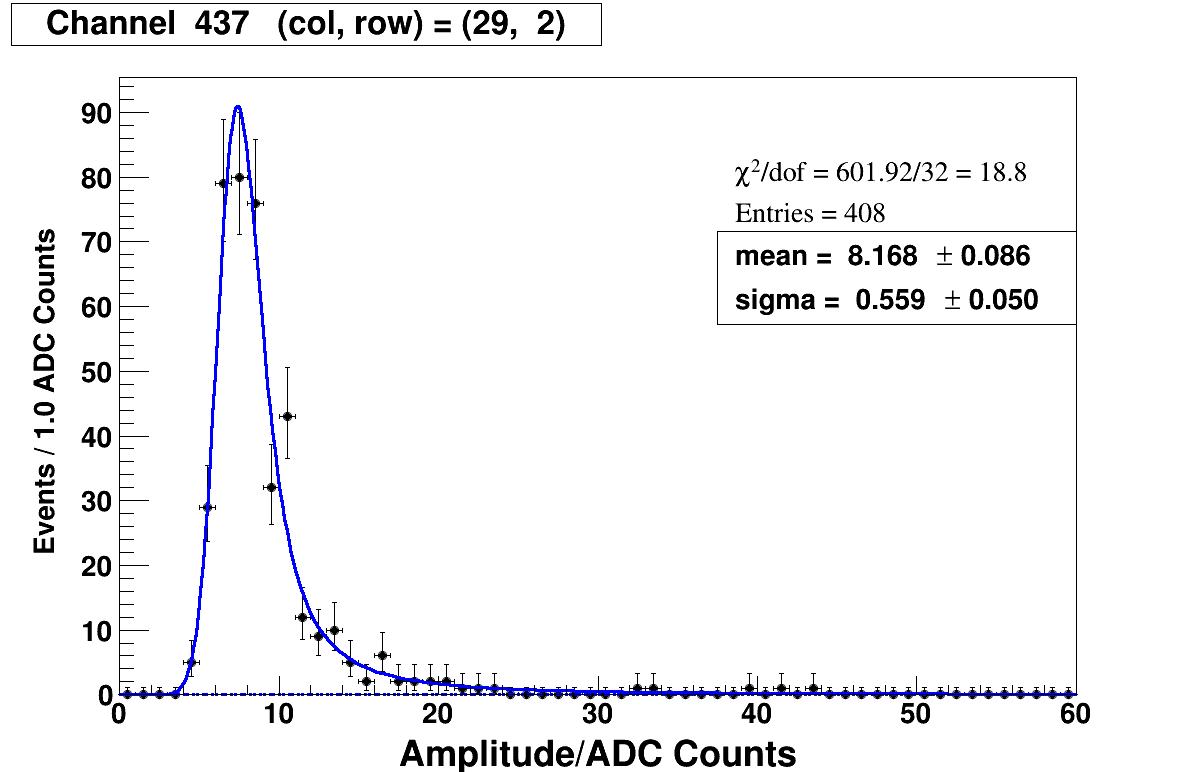 Channel 437 (col, row) = (29, 2)
Events / 1.0 ADC Counts
90
80
70
60
50
40
30
20
10
0
χ²/dof = 601.92/32 = 18.8
Entries = 408
mean = 8.168 ± 0.086
sigma = 0.559 ± 0.050
0 10 20 30 40 50 60
Amplitude/ADC Counts